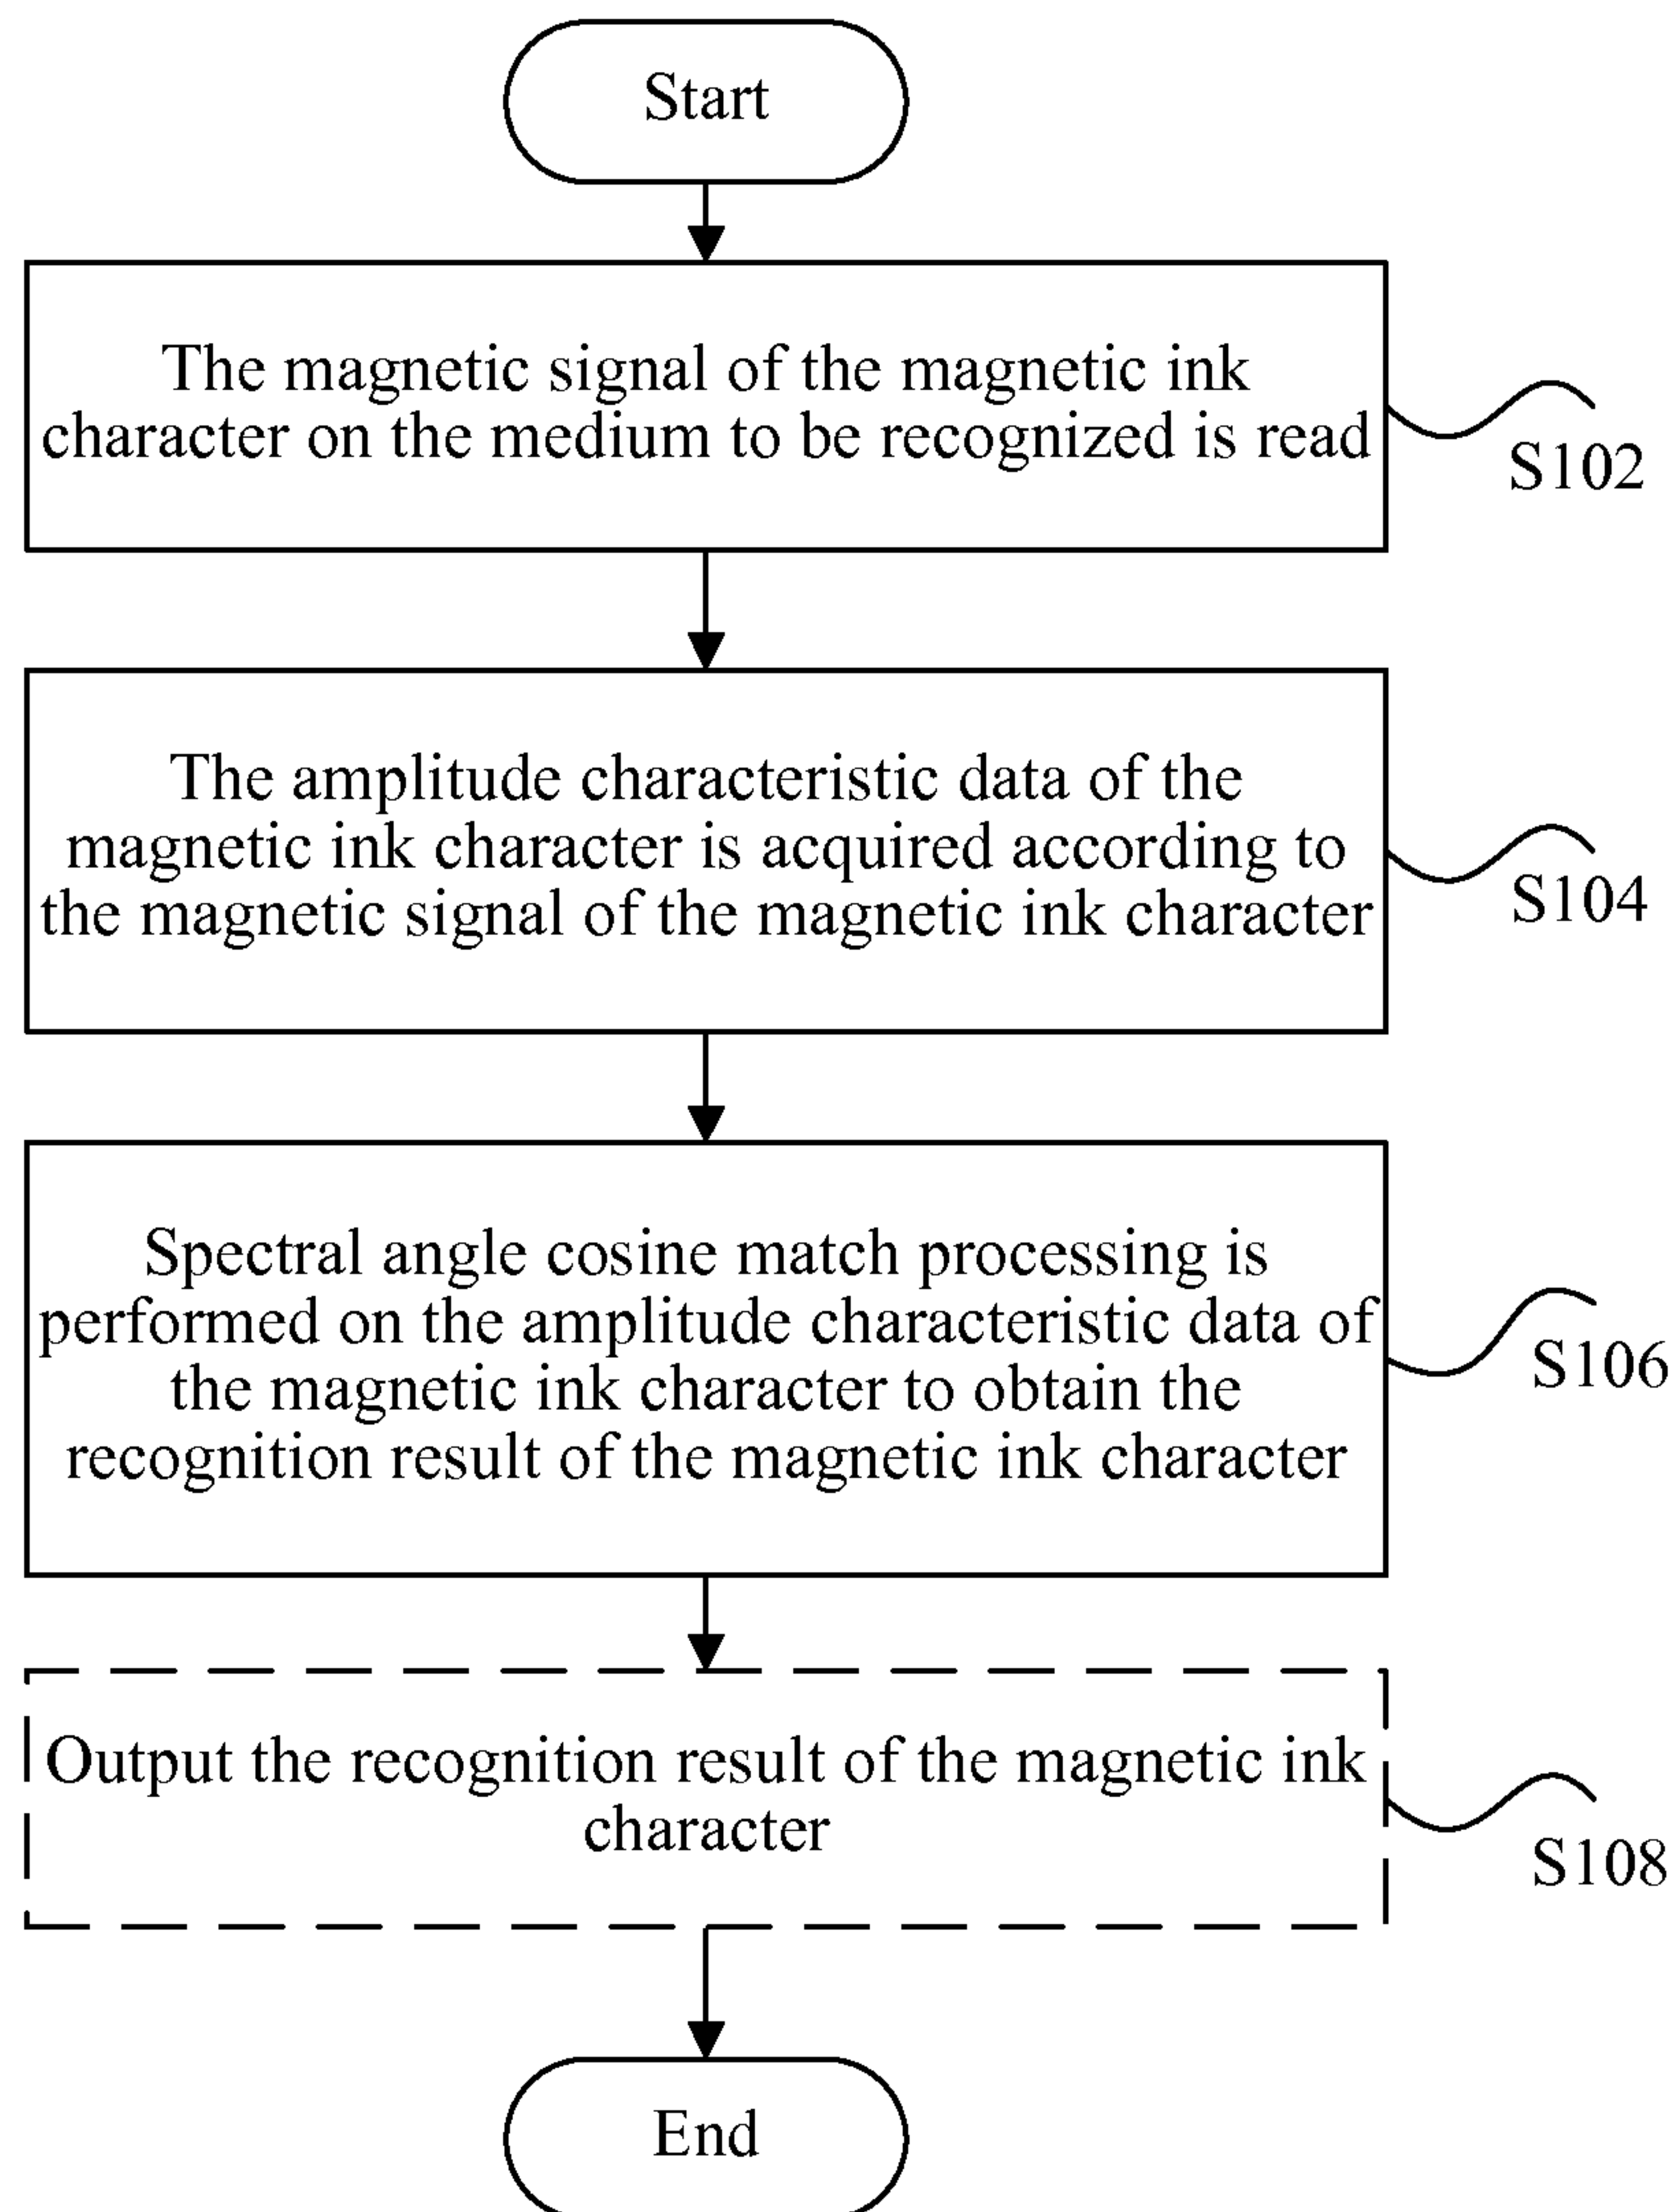 Start
The magnetic signal of the magnetic ink
character on the medium to be recognized is read
S102
The amplitude characteristic data of the
magnetic ink character is acquired according to
the magnetic signal of the magnetic ink character
S104
Spectral angle cosine match processing is
performed on the amplitude characteristic data of
the magnetic ink character to obtain the
recognition result of the magnetic ink character
S106
Output the recognition result of the magnetic ink
character
S108
End